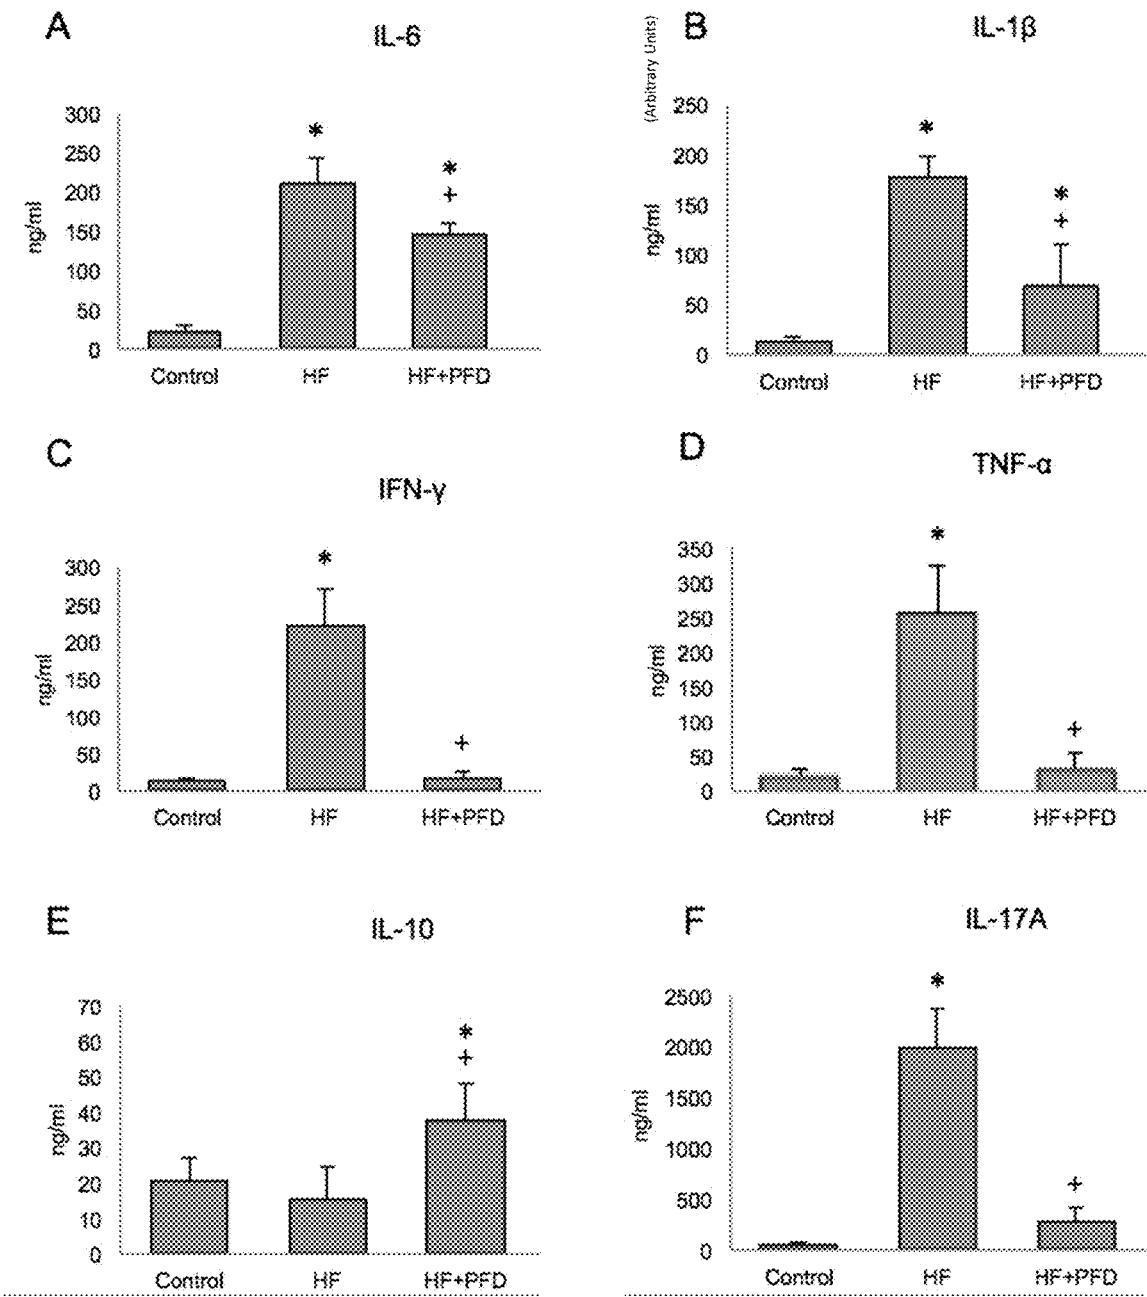 A
IL-6
300
250
200
150
100
50
0
ng/ml
*
*
+
Control
HF
HF+PFD
B
(Arbitrary Units)
IL-1β
250
200
150
100
50
0
ng/ml
*
*
+
Control
HF
HF+PFD
C
IFN-γ
300
250
200
150
100
50
0
ng/ml
*
+
Control
HF
HF+PFD
D
TNF-α
350
300
250
200
150
100
50
0
ng/ml
*
+
Control
HF
HF+PFD
E
IL-10
70
60
50
40
30
20
10
0
ng/ml
*
+
Control
HF
HF+PFD
F
IL-17A
2500
2000
1500
1000
500
0
ng/ml
*
+
Control
HF
HF+PFD